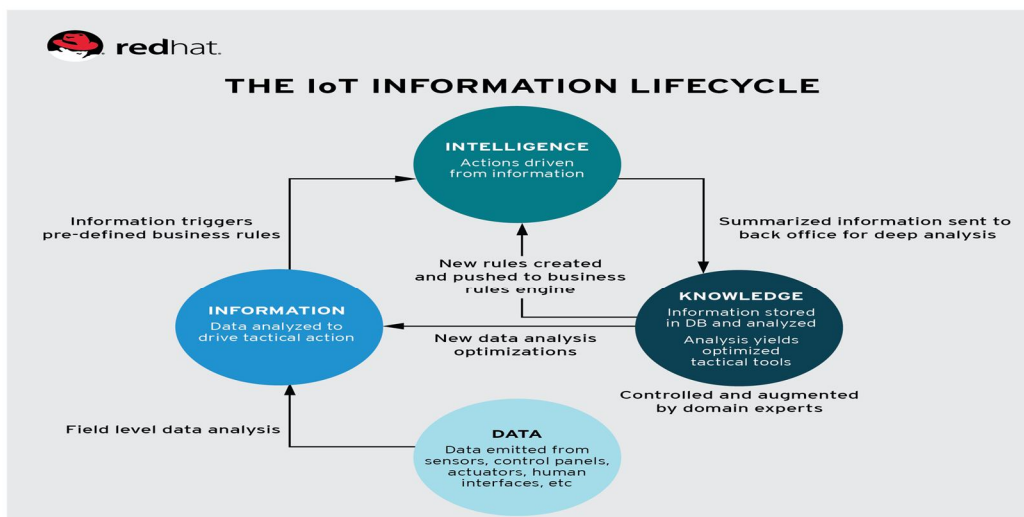 redhat.
THE IoT INFORMATION LIFECYCLE
INTELLIGENCE
Actions driven
from information
Information triggers
pre-defined business rules
Summarized information sent to
back office for deep analysis
New rules created
and pushed to business
rules engine
INFORMATION
Data analyzed to
drive tactical action
KNOWLEDGE
Information stored
in DB and analyzed
Analysis yields
optimized
tactical tools
New data analysis
optimizations
Controlled and augmented
by domain experts
Field level data analysis
DATA
Data emitted from
sensors, control panels,
actuators, human
interfaces, etc